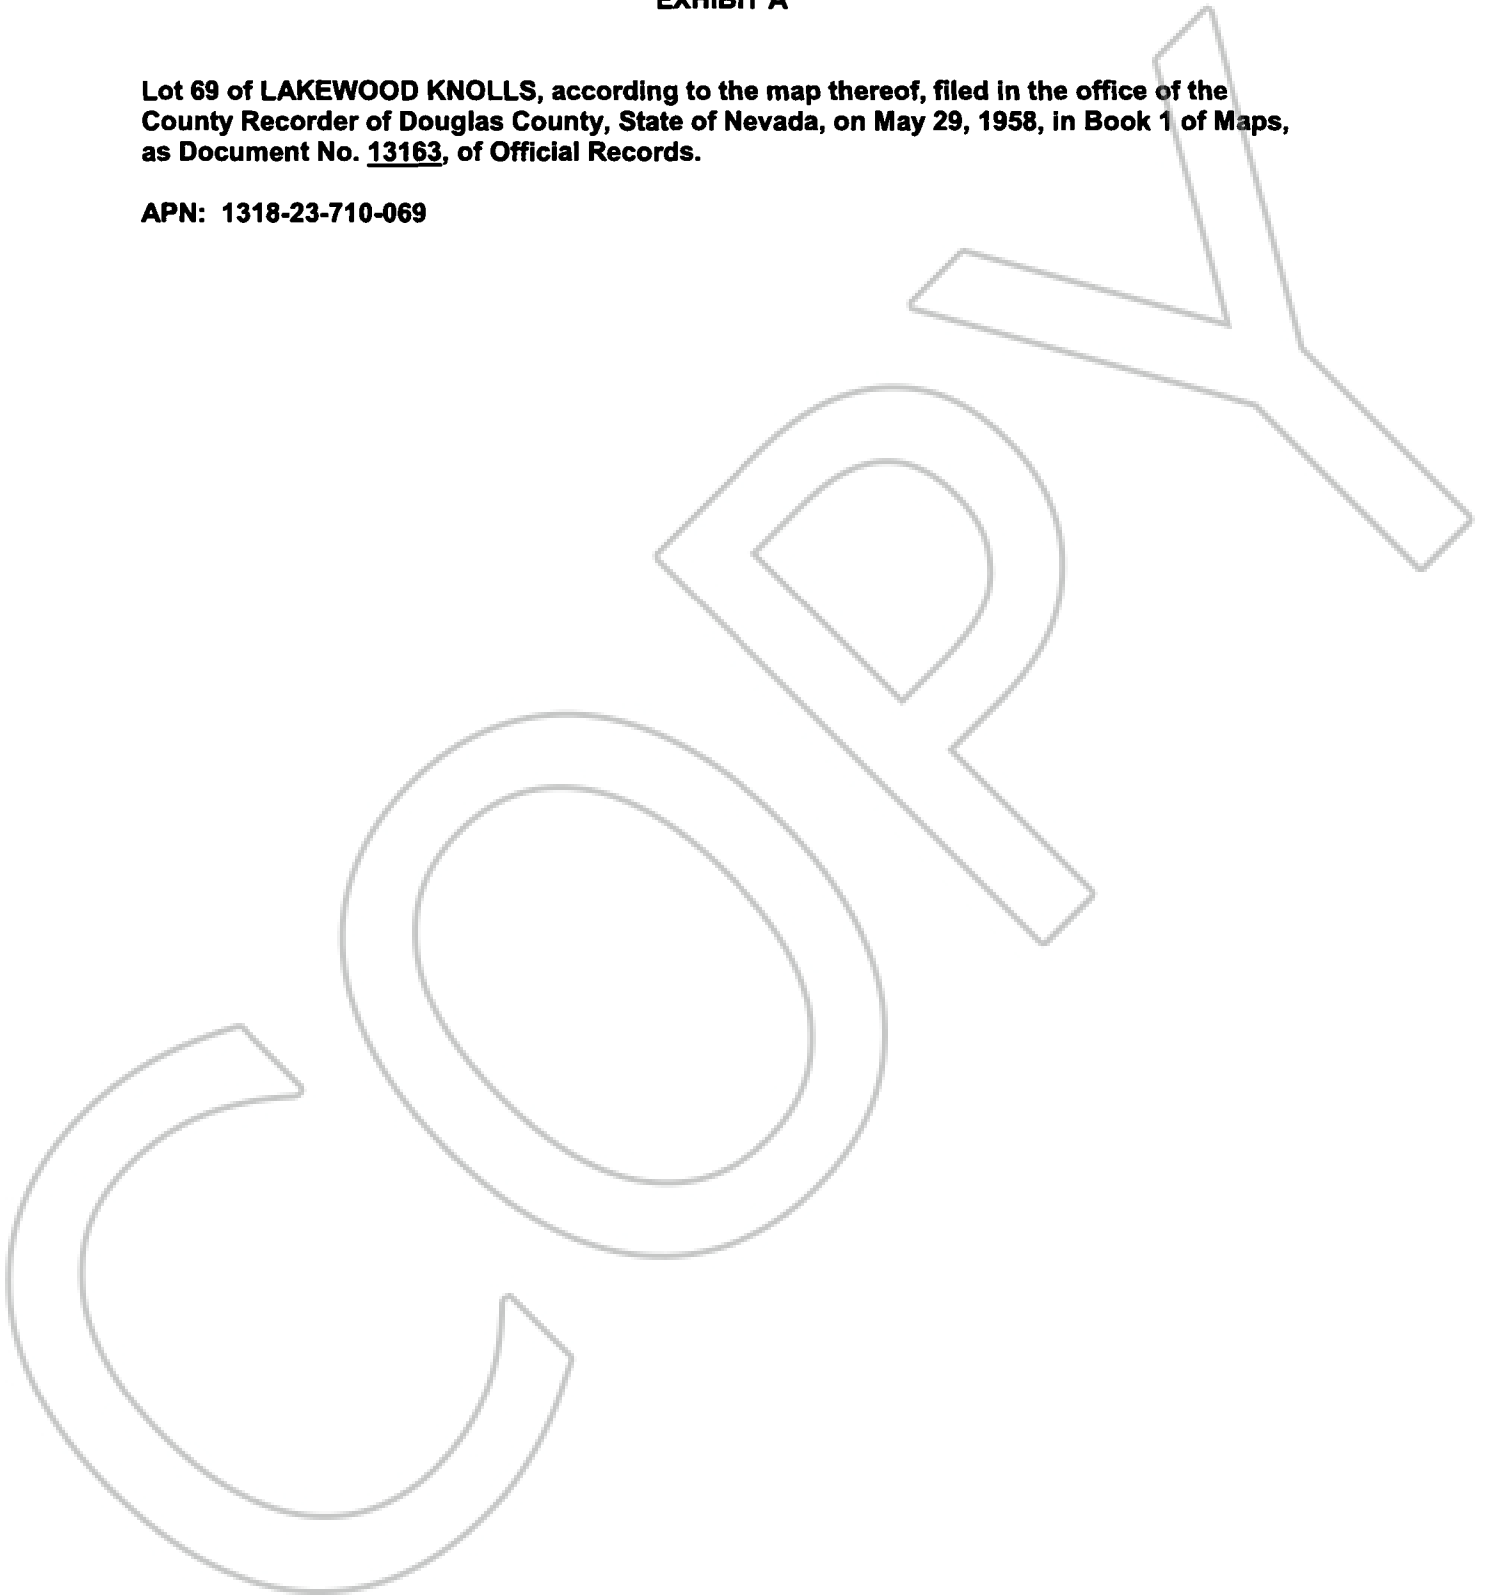 EXHIBIT A
Lot 69 of LAKEWOOD KNOLLS, according to the map thereof, filed in the office of the
County Recorder of Douglas County, State of Nevada, on May 29, 1958, in Book 1 of Maps,
as Document No. 13163, of Official Records.
APN: 1318-23-710-069
COPY